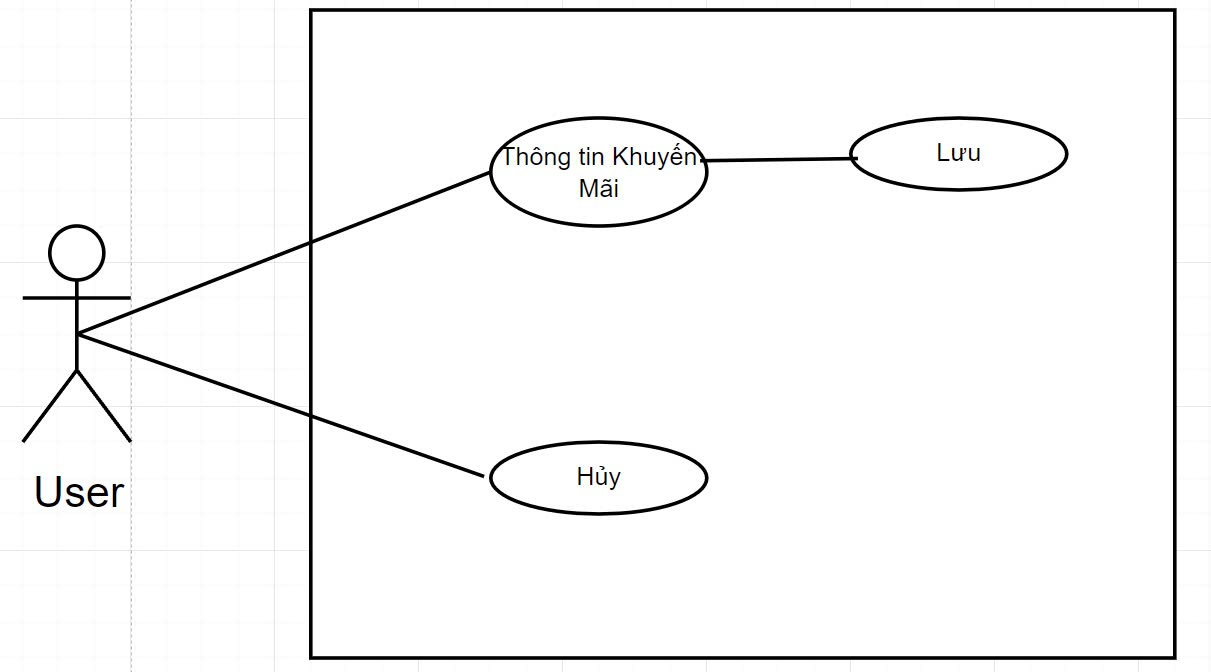 Thông tin Khuyến
Mãi
Lưu
Hủy
User